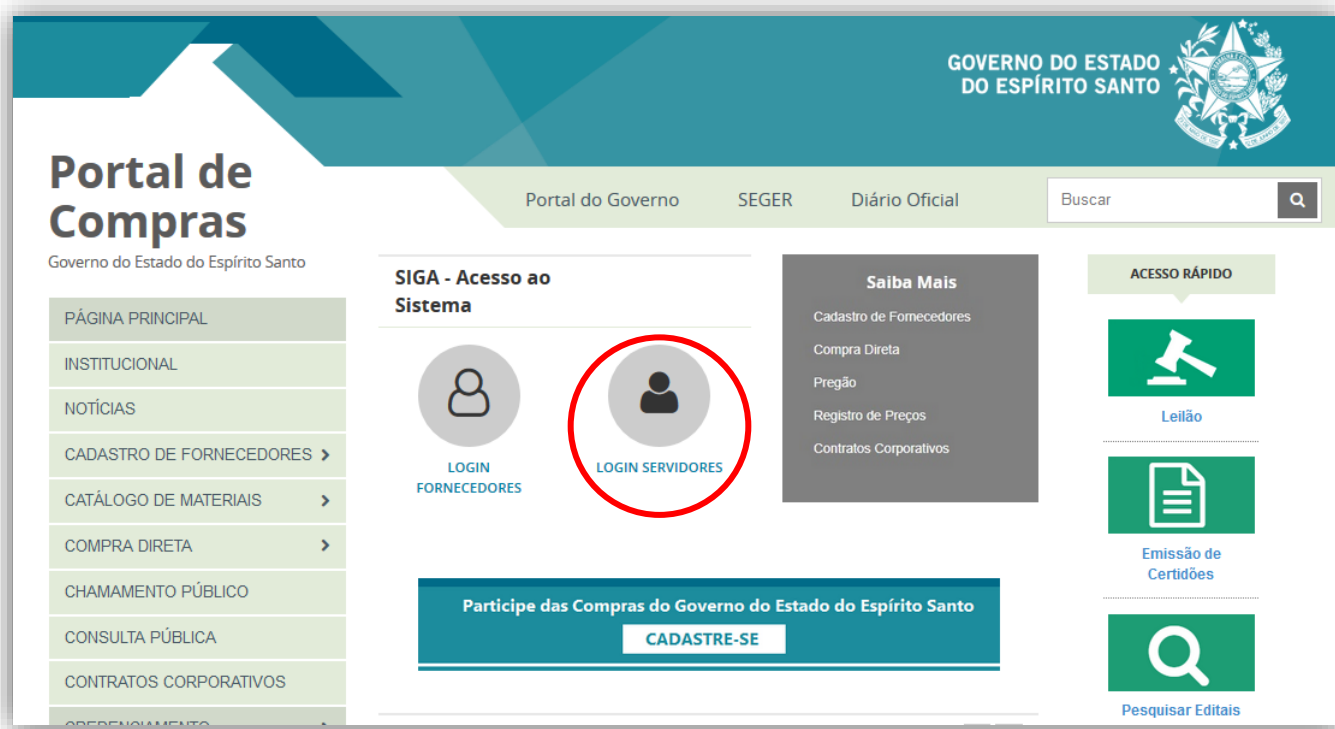 GOVERNO DO ESTADO
DO ESPÍRITO SANTO
Portal de
Compras
Governo do Estado do Espírito Santo
Portal do Governo
SEGER
Diário Oficial
Buscar
PÁGINA PRINCIPAL
INSTITUCIONAL
NOTÍCIAS
CADASTRO DE FORNECEDORES
CATÁLOGO DE MATERIAIS
COMPRA DIRETA
CHAMAMENTO PÚBLICO
CONSULTA PÚBLICA
CONTRATOS CORPORATIVOS
CREDENCIAMENTO
SIGA - Acesso ao
Sistema
LOGIN
FORNECEDORES
LOGIN SERVIDORES
Saiba Mais
Cadastro de Fornecedores
Compra Direta
Pregão
Registro de Preços
Contratos Corporativos
Participe das Compras do Governo do Estado do Espírito Santo
CADASTRE-SE
ACESSO RÁPIDO
Leilão
Emissão de
Certidões
Pesquisar Editais